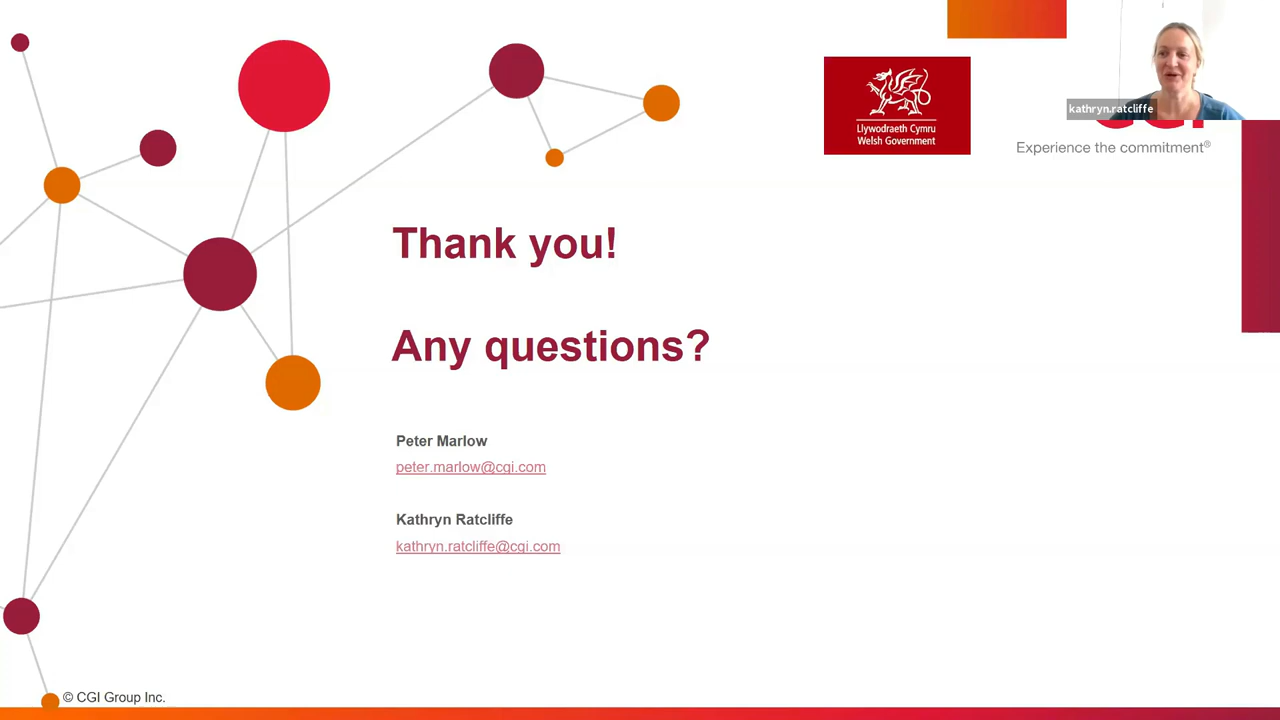 kathryn.ratcliffe
Llywodraeth Cymru
Welsh Government
Experience the commitment®
Thank you!
Any questions?
Peter Marlow
peter.marlow@cgi.com
Kathryn Ratcliffe
kathryn.ratcliffe@cgi.com
© CGI Group Inc.